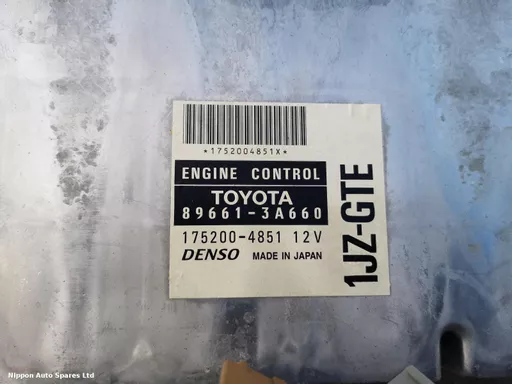 *1752004851X*
ENGINE CONTROL
TOYOTA
89661-3A660
175200-4851 12V
DENSO MADE IN JAPAN
1JZ-GTE
Nippon Auto Spares Ltd